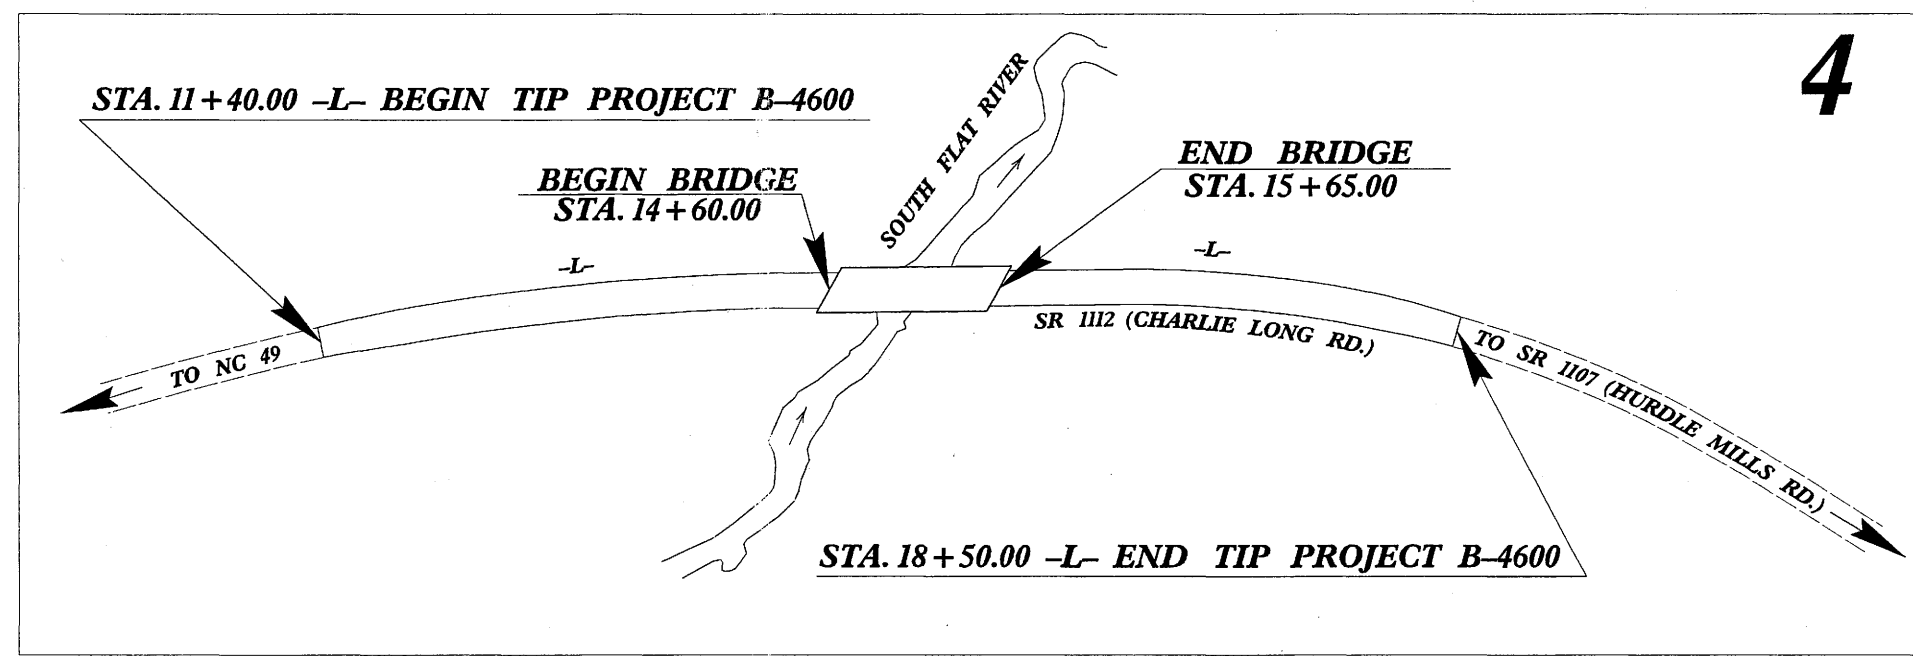 4
STA. 11+40.00 -L- BEGIN TIP PROJECT B-4600
BEGIN BRIDGE
STA. 14+60.00
SOUTH FLAT RIVER
END BRIDGE
STA. 15+65.00
-L-
-L-
SR 1112 (CHARLIE LONG RD.)
TO NC 49
TO SR 1107 (HURDLE MILLS RD.)
STA. 18+50.00 -L- END TIP PROJECT B-4600